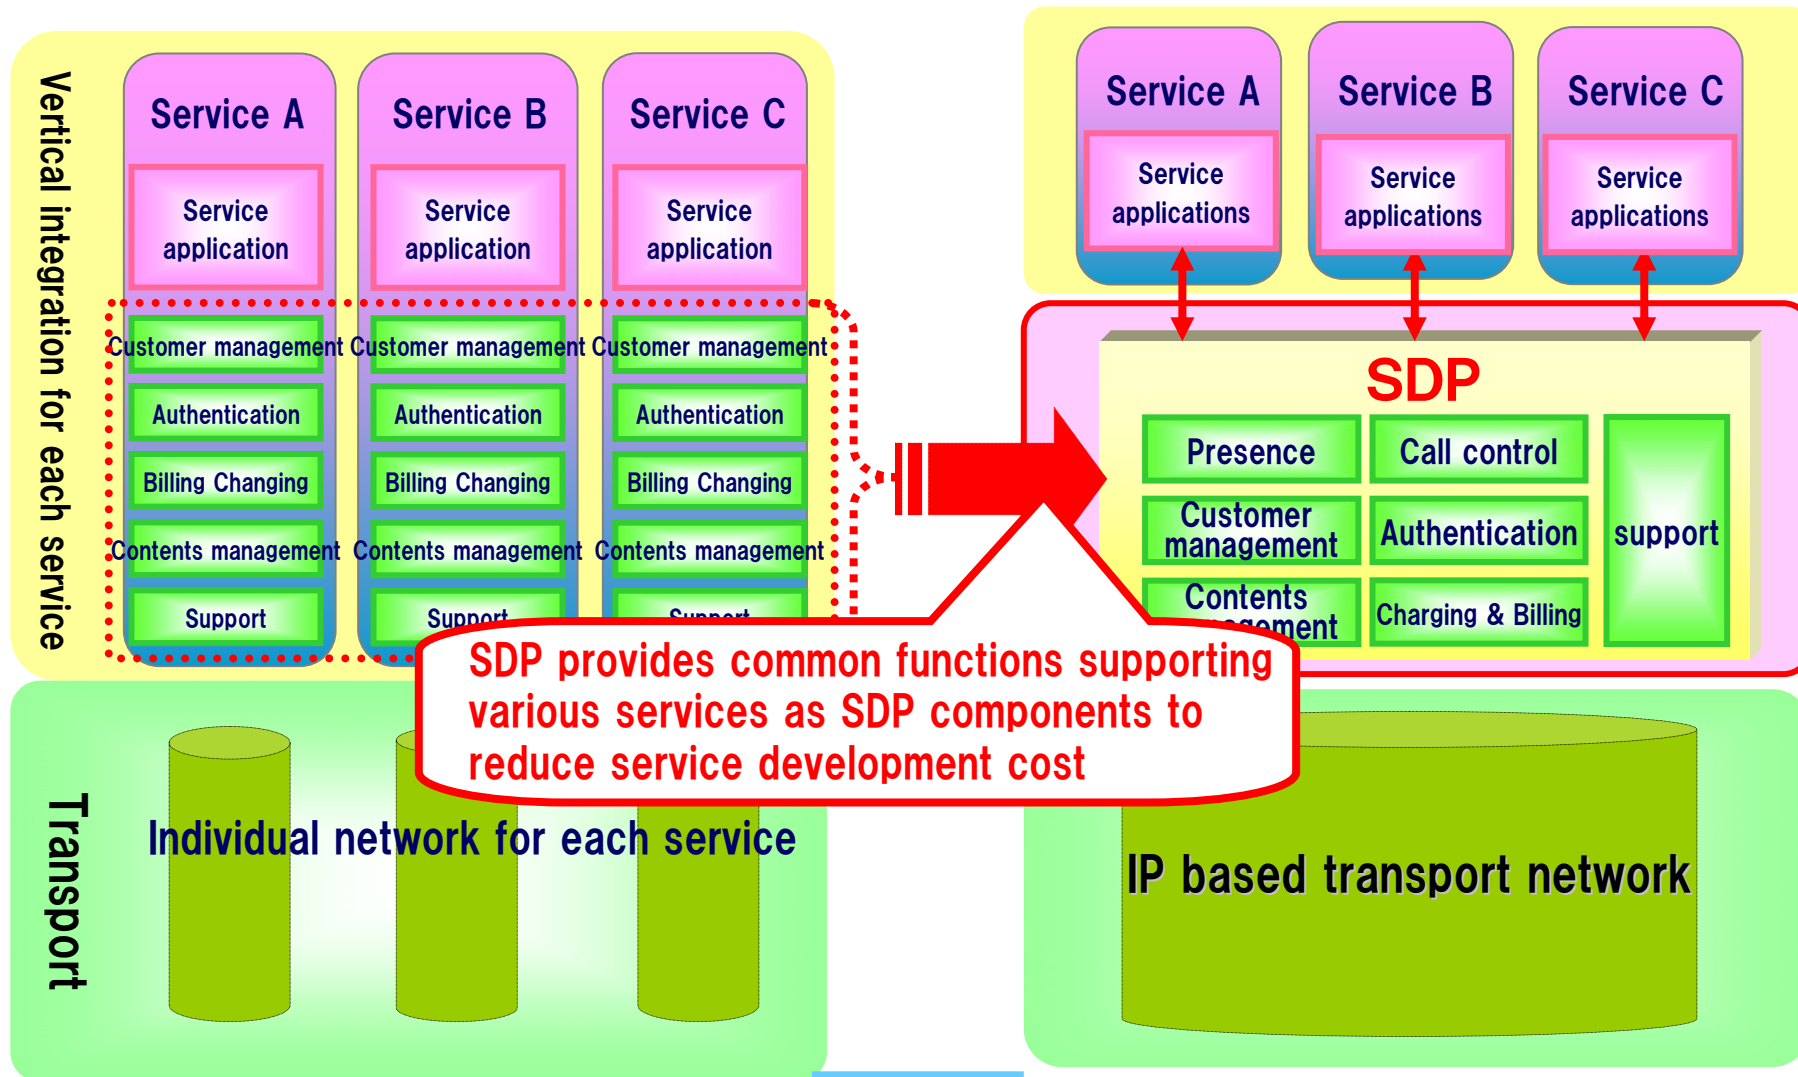 Vertical integration for each service
Service A
Service
application
Customer management
Authentication
Billing Changing
Contents management
Support
Service B
Service
application
Customer management
Authentication
Billing Changing
Contents management
Support
Service C
Service
application
Customer management
Authentication
Billing Changing
Contents management
Support
Transport
Individual network for each service
SDP provides common functions supporting
various services as SDP components to
reduce service development cost
Service A
Service
applications
Service B
Service
applications
Service C
Service
applications
SDP
Presence
Call control
Customer
management
Authentication
Contents
Charging & Billing
support
IP based transport network